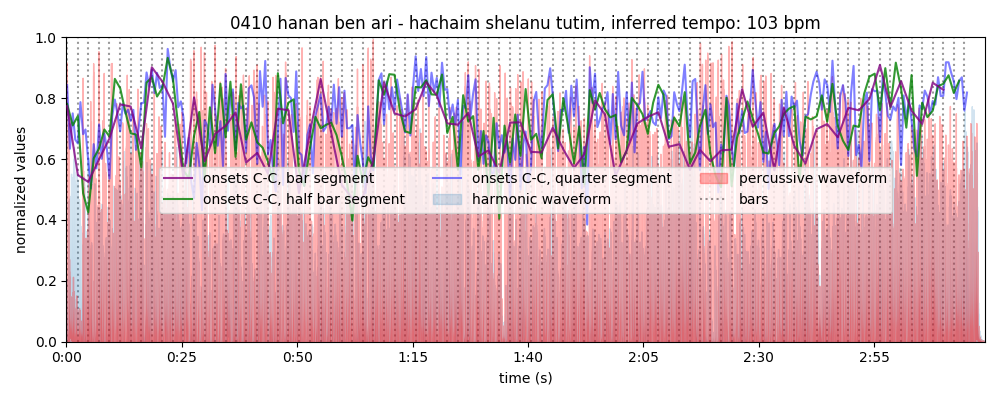 0410 hanan ben ari - hachaim shelanu tutim, inferred tempo: 103 bpm
normalized values
1.0
0.8
0.6
0.4
0.2
0.0
onsets C-C, bar segment
onsets C-C, half bar segment
onsets C-C, quarter segment
harmonic waveform
percussive waveform
bars
0:00 0:25 0:50 1:15 1:40 2:05 2:30 2:55
time (s)